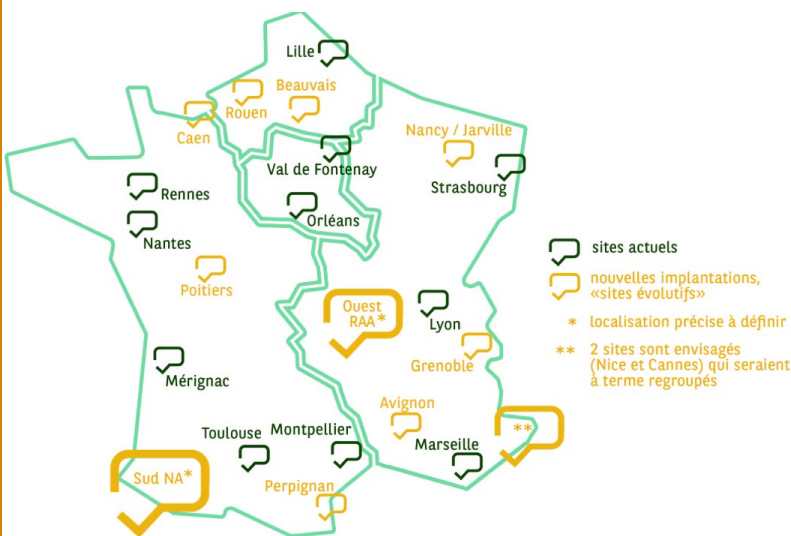 Lille
Beauvais
Rouen
Caen
Nancy / Jarville
Val de Fontenay
Strasbourg
Rennes
Orléans
Nantes
Poitiers
Ouest
RAA*
Lyon
Grenoble
Mérignac
Avignon
Toulouse
Montpellier
Marseille
**
Sud NA*
Perpignan
sites actuels
nouvelles implantations,
«sites évolutifs»
* localisation précise à définir
** 2 sites sont envisagés
(Nice et Cannes) qui seraient
à terme regroupés